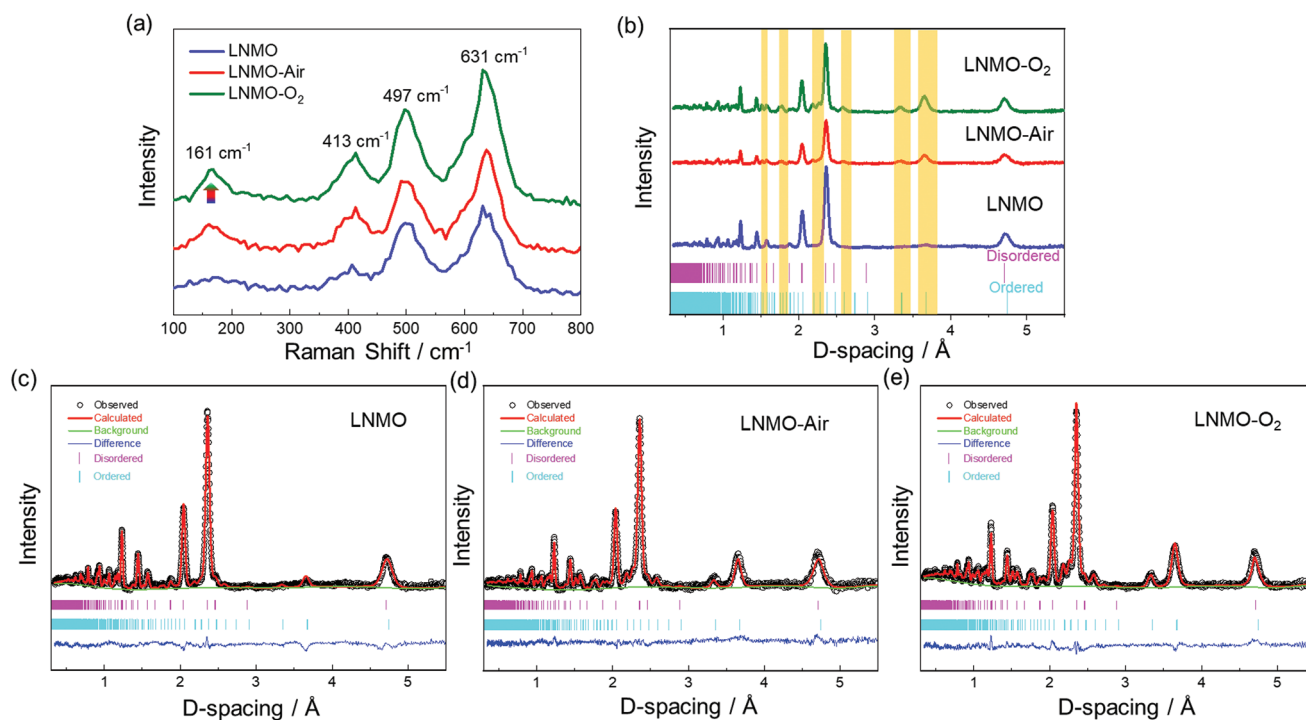 (a)
LNMO
LNMO-Air
LNMO-O₂
161 cm⁻¹
413 cm⁻¹
497 cm⁻¹
631 cm⁻¹
Intensity
100 200 300 400 500 600 700 800
Raman Shift / cm⁻¹
(b)
LNMO-O₂
LNMO-Air
LNMO
Disordered
Ordered
Intensity
1 2 3 4 5
D-spacing / Å
(c)
Observed
Calculated
Background
Difference
Disordered
Ordered
LNMO
Intensity
1 2 3 4 5
D-spacing / Å
(d)
Observed
Calculated
Background
Difference
Disordered
Ordered
LNMO-Air
Intensity
1 2 3 4 5
D-spacing / Å
(e)
Observed
Calculated
Background
Difference
Disordered
Ordered
LNMO-O₂
Intensity
1 2 3 4 5
D-spacing / Å